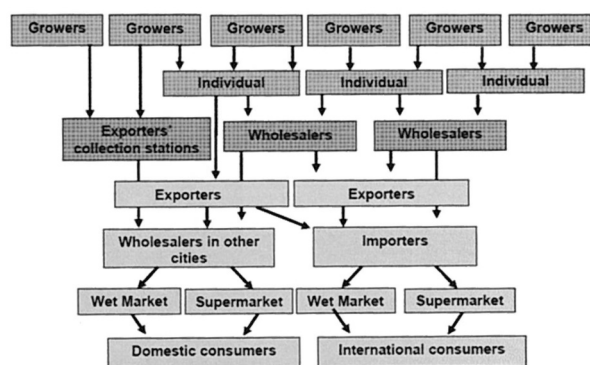 Growers
Growers
Growers
Growers
Growers
Growers
Individual
Individual
Individual
Exporters'
collection stations
Wholesalers
Wholesalers
Exporters
Exporters
Wholesalers in other
cities
Importers
Wet Market
Supermarket
Wet Market
Supermarket
Domestic consumers
International consumers